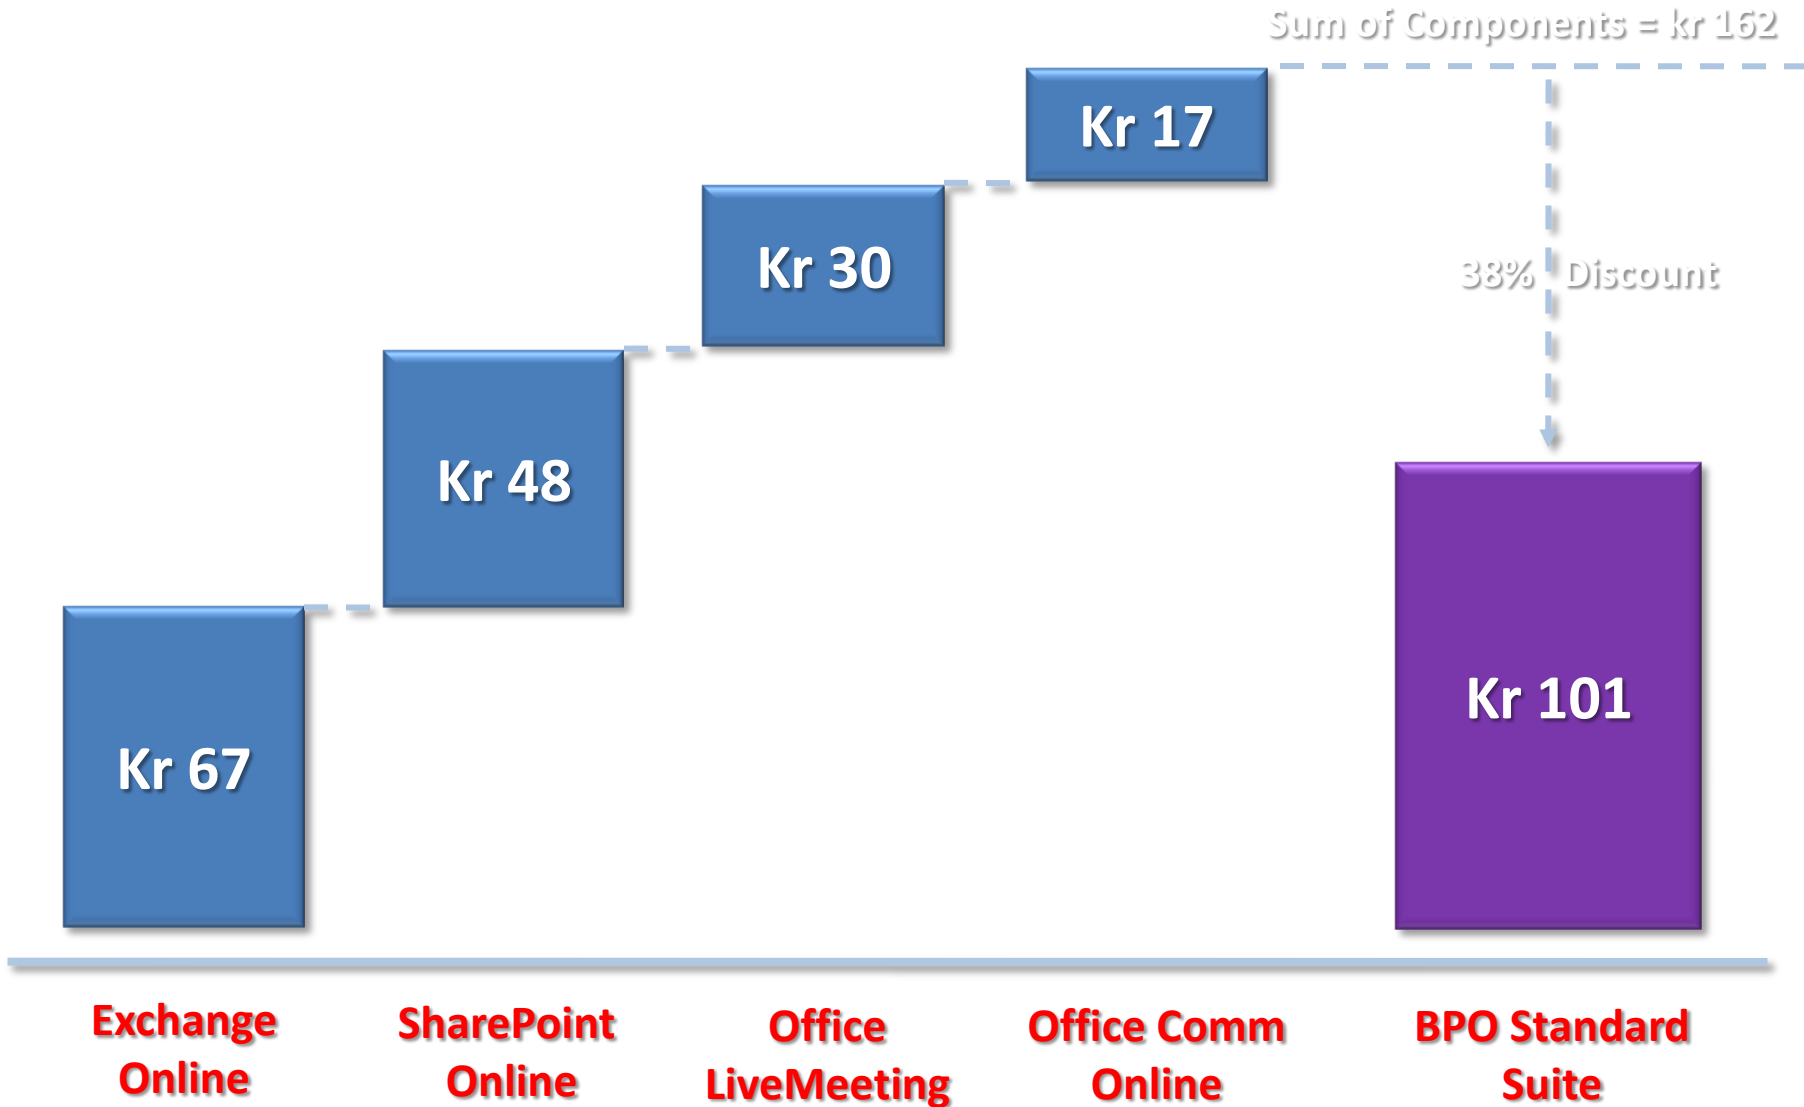 Sum of Components = kr 162
Kr 17
Kr 30
38% Discount
Kr 48
Kr 101
Kr 67
Exchange
Online
SharePoint
Online
Office
LiveMeeting
Office Comm
Online
BPO Standard
Suite